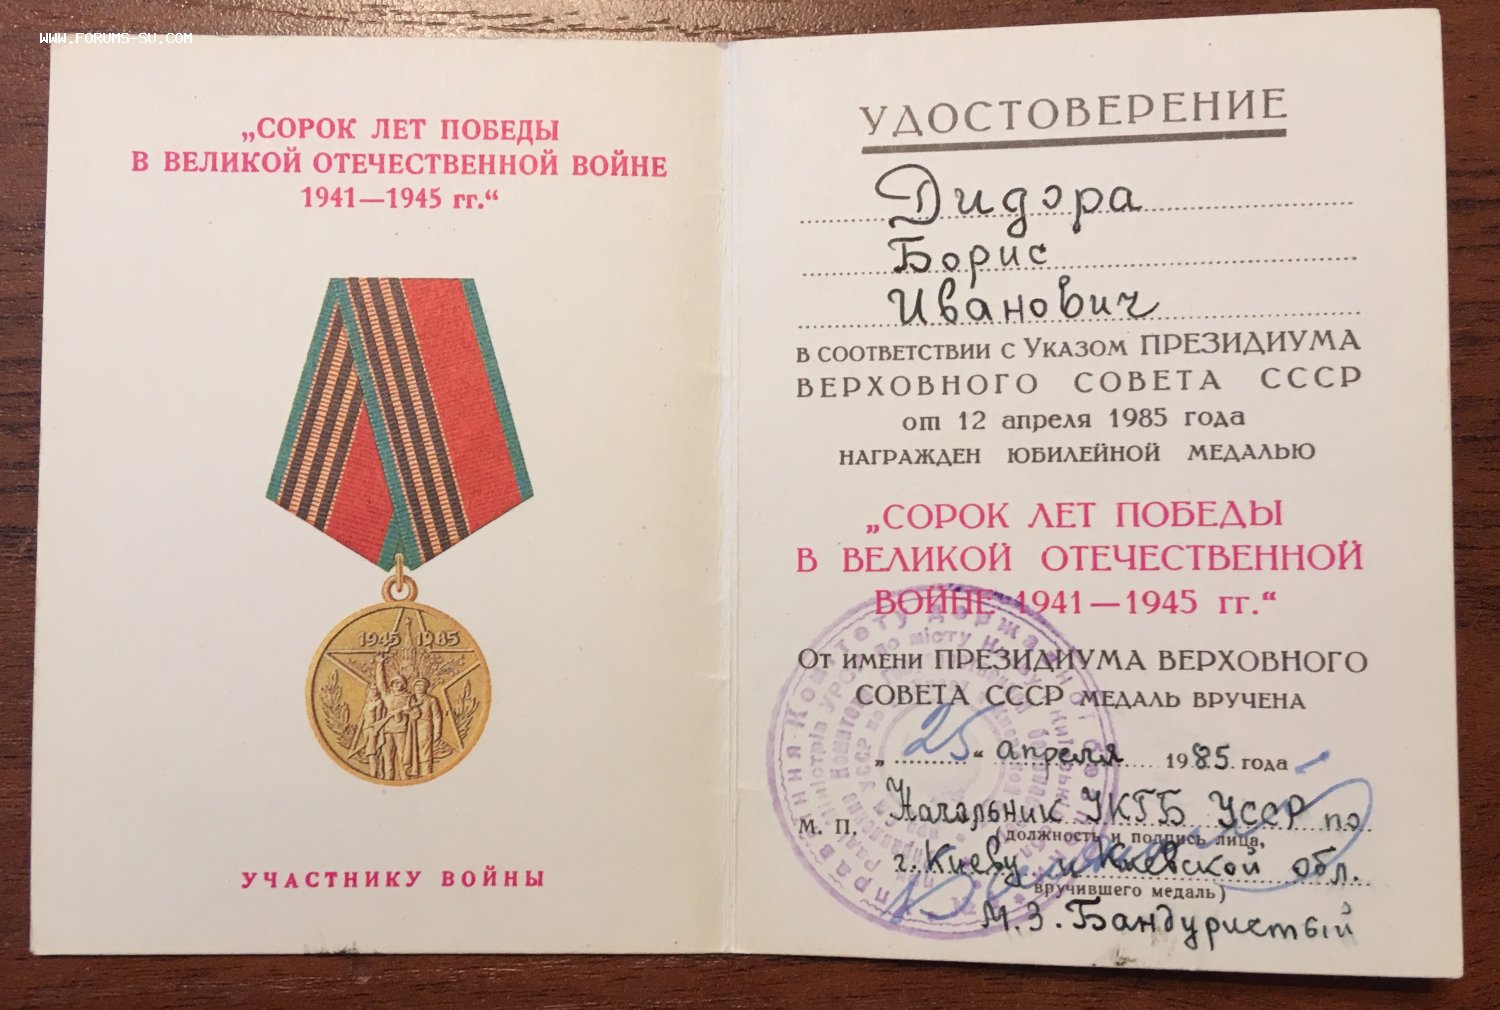 www.forums-su.com
„СОРОК ЛЕТ ПОБЕДЫ
В ВЕЛИКОЙ ОТЕЧЕСТВЕННОЙ ВОЙНЕ
1941—1945 гг.“
1945 1985
УЧАСТНИКУ ВОЙНЫ
УДОСТОВЕРЕНИЕ
Дидора
Борис
Иванович
В СООТВЕТСТВИИ С УКАЗОМ ПРЕЗИДИУМА
ВЕРХОВНОГО СОВЕТА СССР
от 12 апреля 1985 года
НАГРАЖДЕН ЮБИЛЕЙНОЙ МЕДАЛЬЮ
„СОРОК ЛЕТ ПОБЕДЫ
В ВЕЛИКОЙ ОТЕЧЕСТВЕННОЙ
ВОЙНЕ 1941—1945 гг.“
ОТ ИМЕНИ ПРЕЗИДИУМА ВЕРХОВНОГО
СОВЕТА СССР МЕДАЛЬ ВРУЧЕНА
„25“ апреля 1985 года
Начальник УКГБ УССР по
М. П. (должность и подпись лица,
г. Киеву и Киевской обл.
вручившего медаль)
М.З. Бандуристый